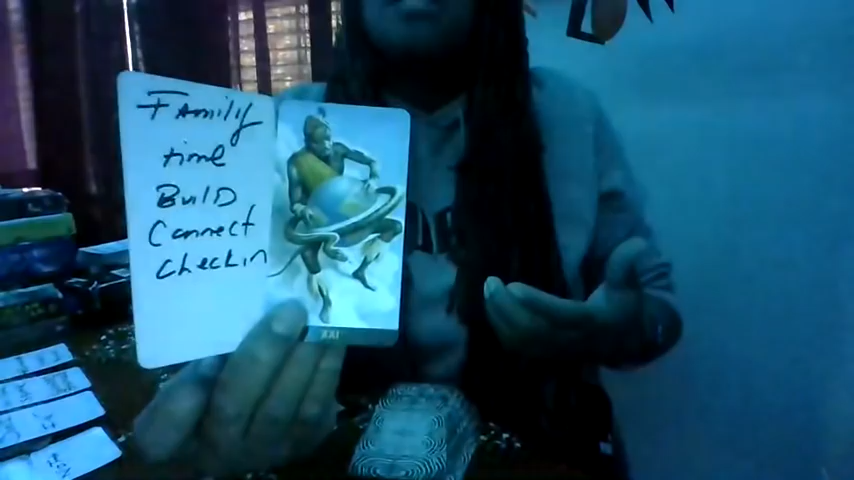 FAmily
time
BUILD
connect
checkin
XXI